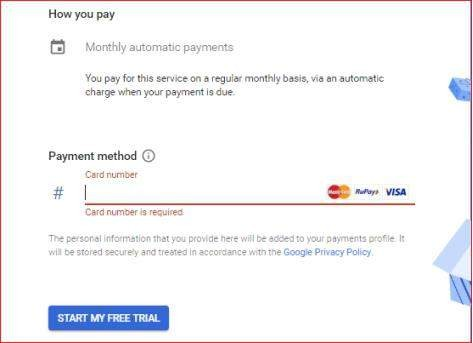 How you pay
Monthly automatic payments
You pay for this service on a regular monthly basis, via an automatic
charge when your payment is due.
Payment method
Card number
# MasterCard RuPay VISA
Card number is required
The personal information that you provide here will be added to your payments profile. It
will be stored securely and treated in accordance with the Google Privacy Policy.
START MY FREE TRIAL